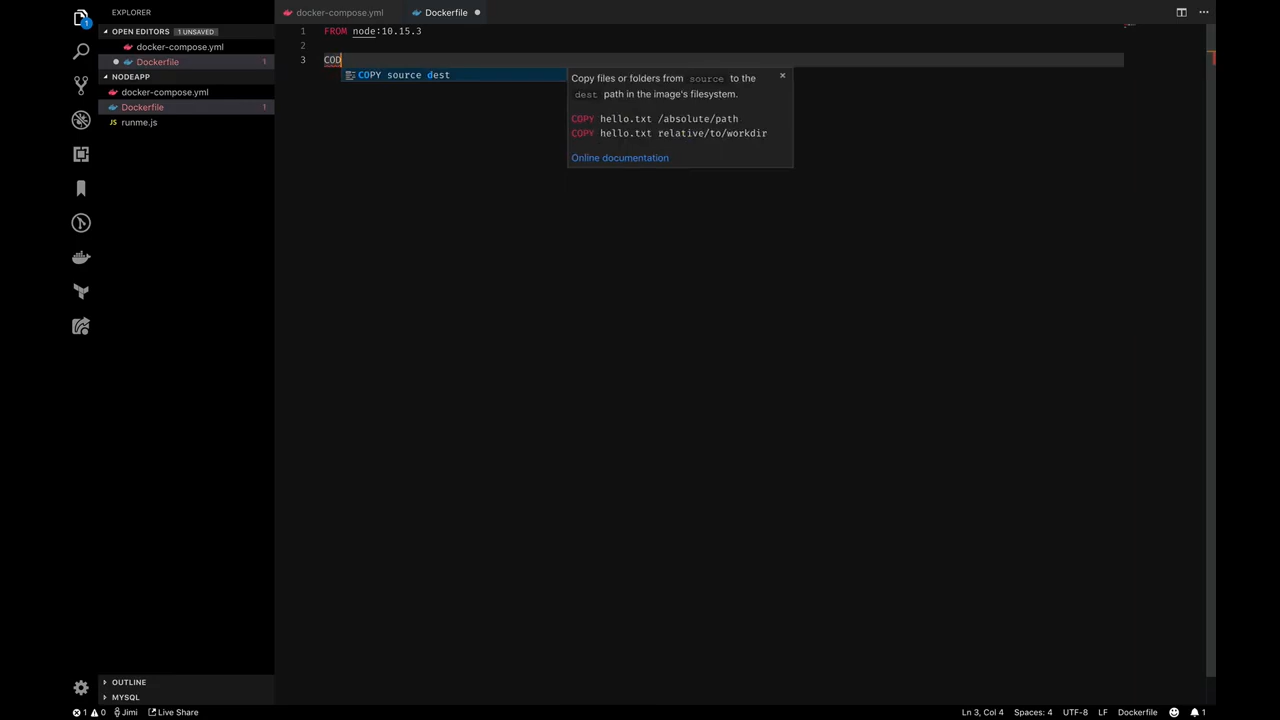 EXPLORER
OPEN EDITORS 1 UNSAVED
docker-compose.yml
Dockerfile 1
NODEAPP
docker-compose.yml
Dockerfile 1
JS runme.js
OUTLINE
MYSQL
1
docker-compose.yml
Dockerfile
1 FROM node:10.15.3
2
3 COD
COPY source dest
Copy files or folders from source to the
dest path in the image's filesystem.
COPY hello.txt /absolute/path
COPY hello.txt relative/to/workdir
Online documentation
1 0 Jimi Live Share Ln 3, Col 4 Spaces: 4 UTF-8 LF Dockerfile 1